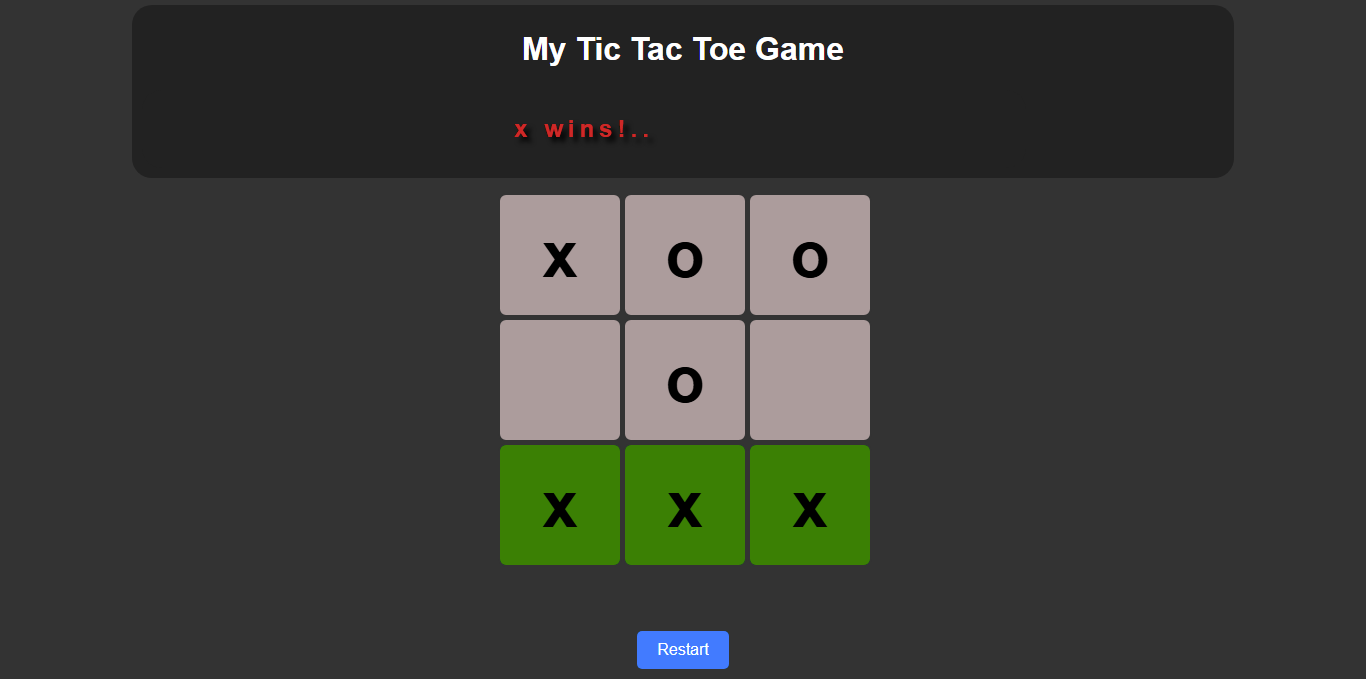 My Tic Tac Toe Game
x wins!..
x o o
o
x x x
Restart